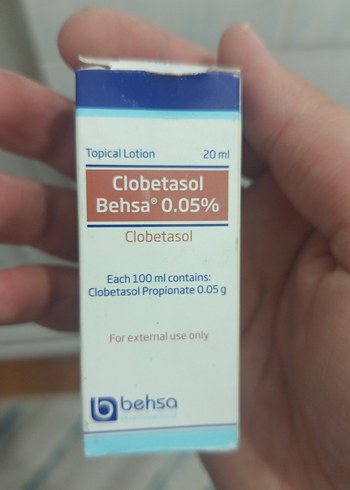 Topical Lotion 20 ml
Clobetasol
Behsa® 0.05%
Clobetasol
Each 100 ml contains:
Clobetasol Propionate 0.05 g
For external use only
behsa